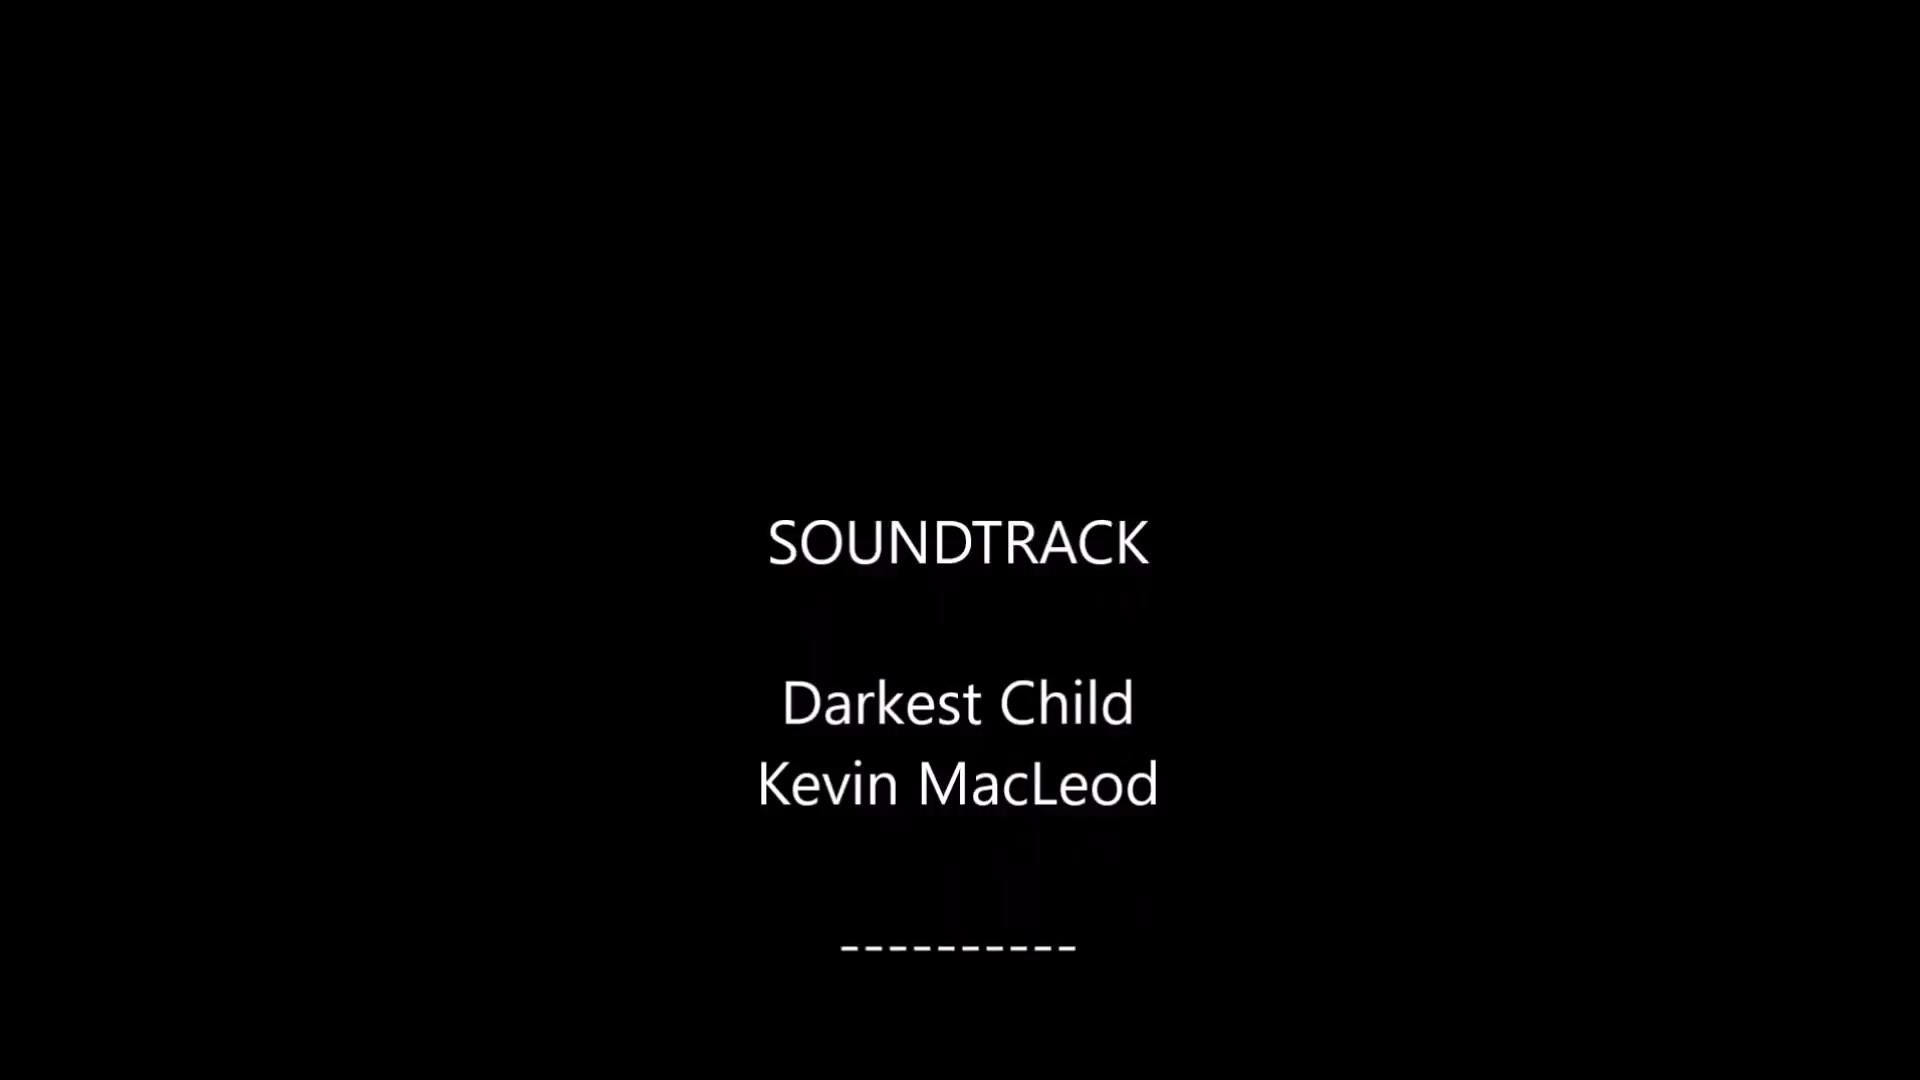 SOUNDTRACK
Darkest Child
Kevin MacLeod
----------